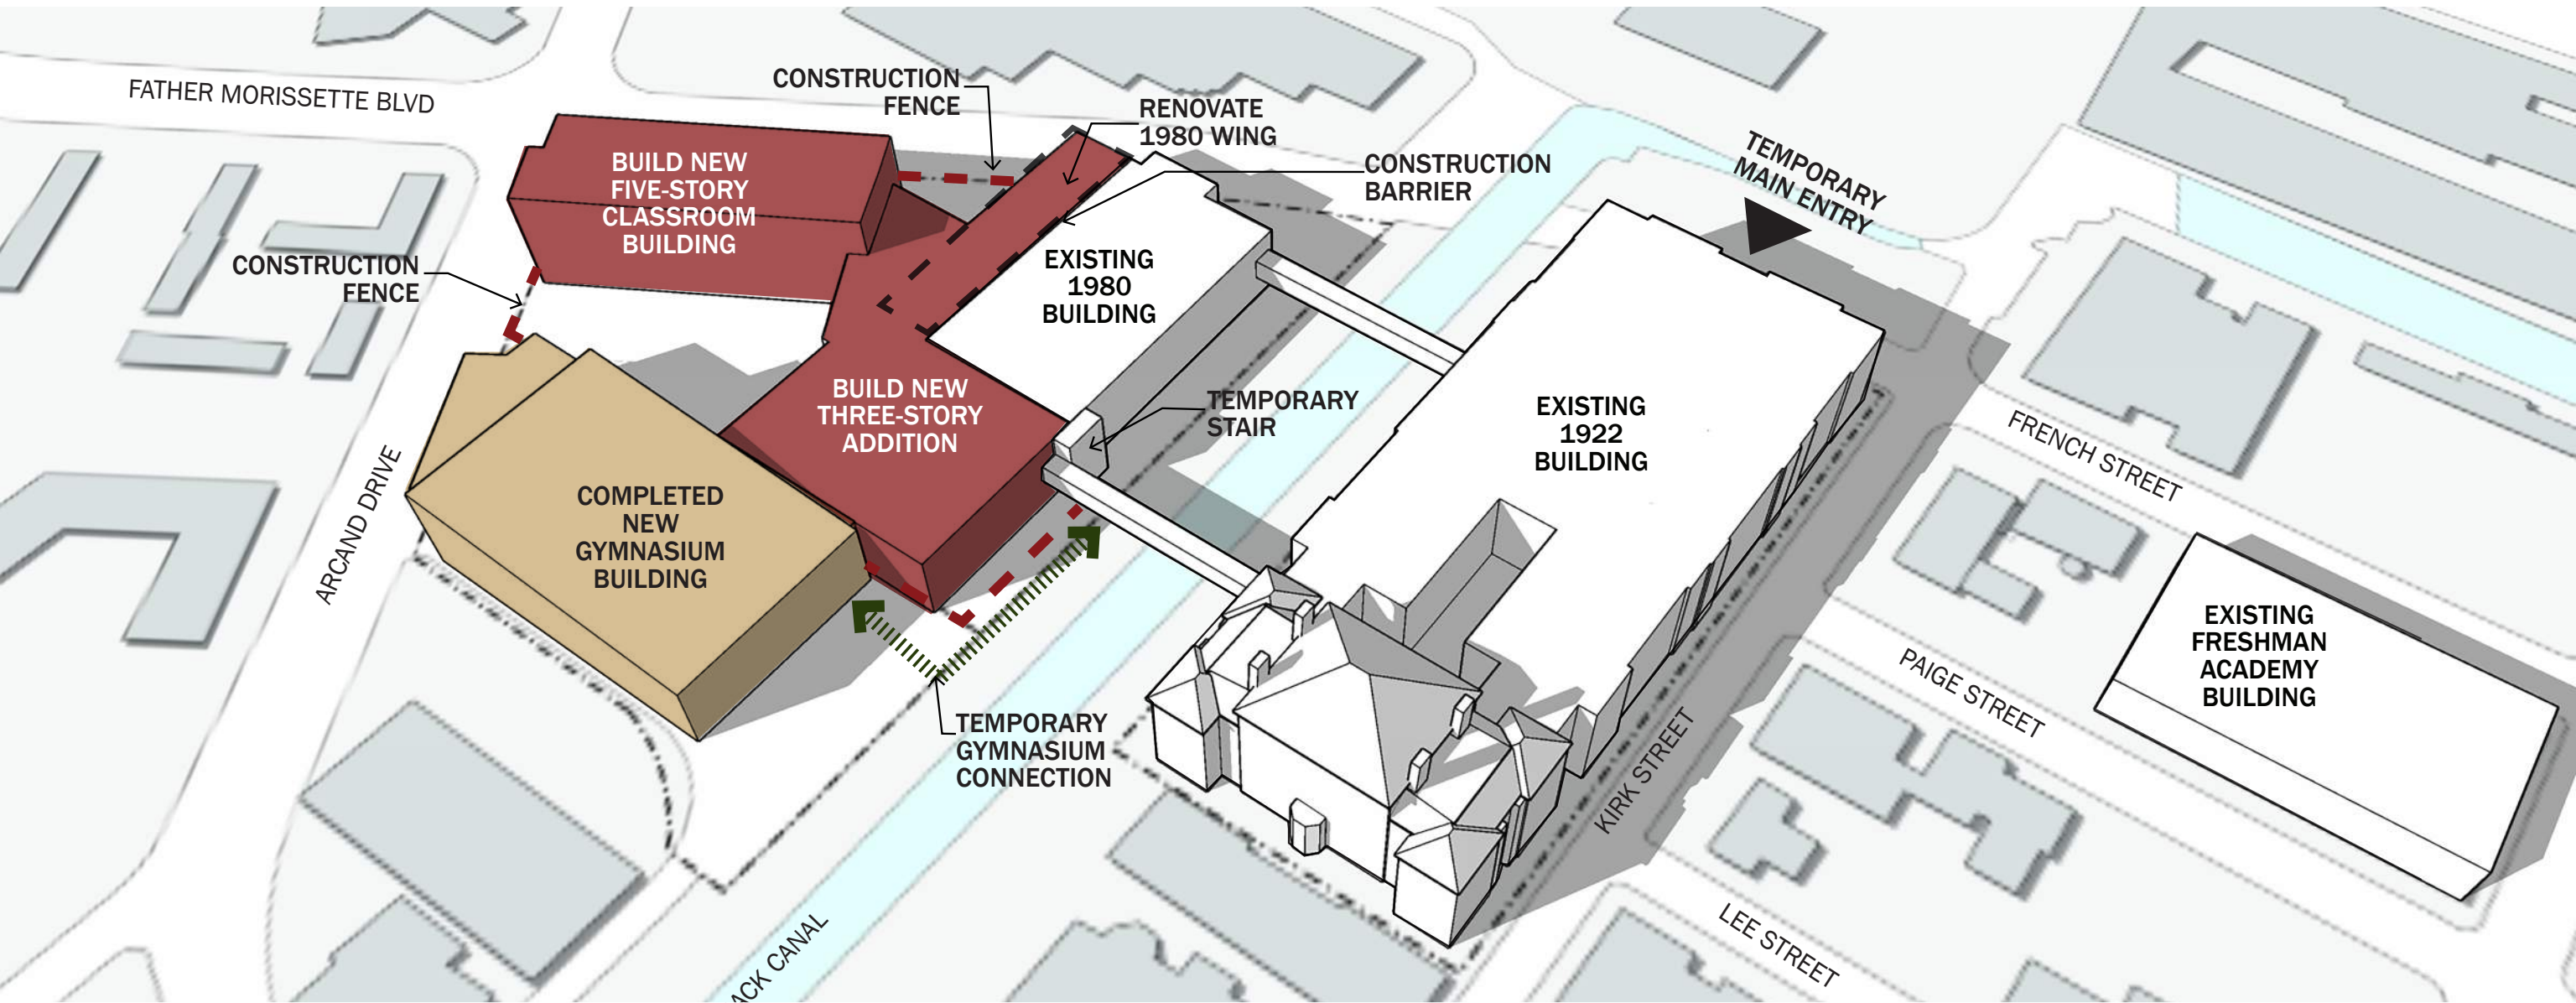 FATHER MORISSETTE BLVD
CONSTRUCTION
FENCE
RENOVATE
1980 WING
CONSTRUCTION
BARRIER
TEMPORARY
MAIN ENTRY
BUILD NEW
FIVE-STORY
CLASSROOM
BUILDING
CONSTRUCTION
FENCE
EXISTING
1980
BUILDING
BUILD NEW
THREE-STORY
ADDITION
TEMPORARY
STAIR
EXISTING
1922
BUILDING
FRENCH STREET
ARCAND DRIVE
COMPLETED
NEW
GYMNASIUM
BUILDING
EXISTING
FRESHMAN
ACADEMY
BUILDING
PAIGE STREET
TEMPORARY
GYMNASIUM
CONNECTION
KIRK STREET
LEE STREET
CANAL